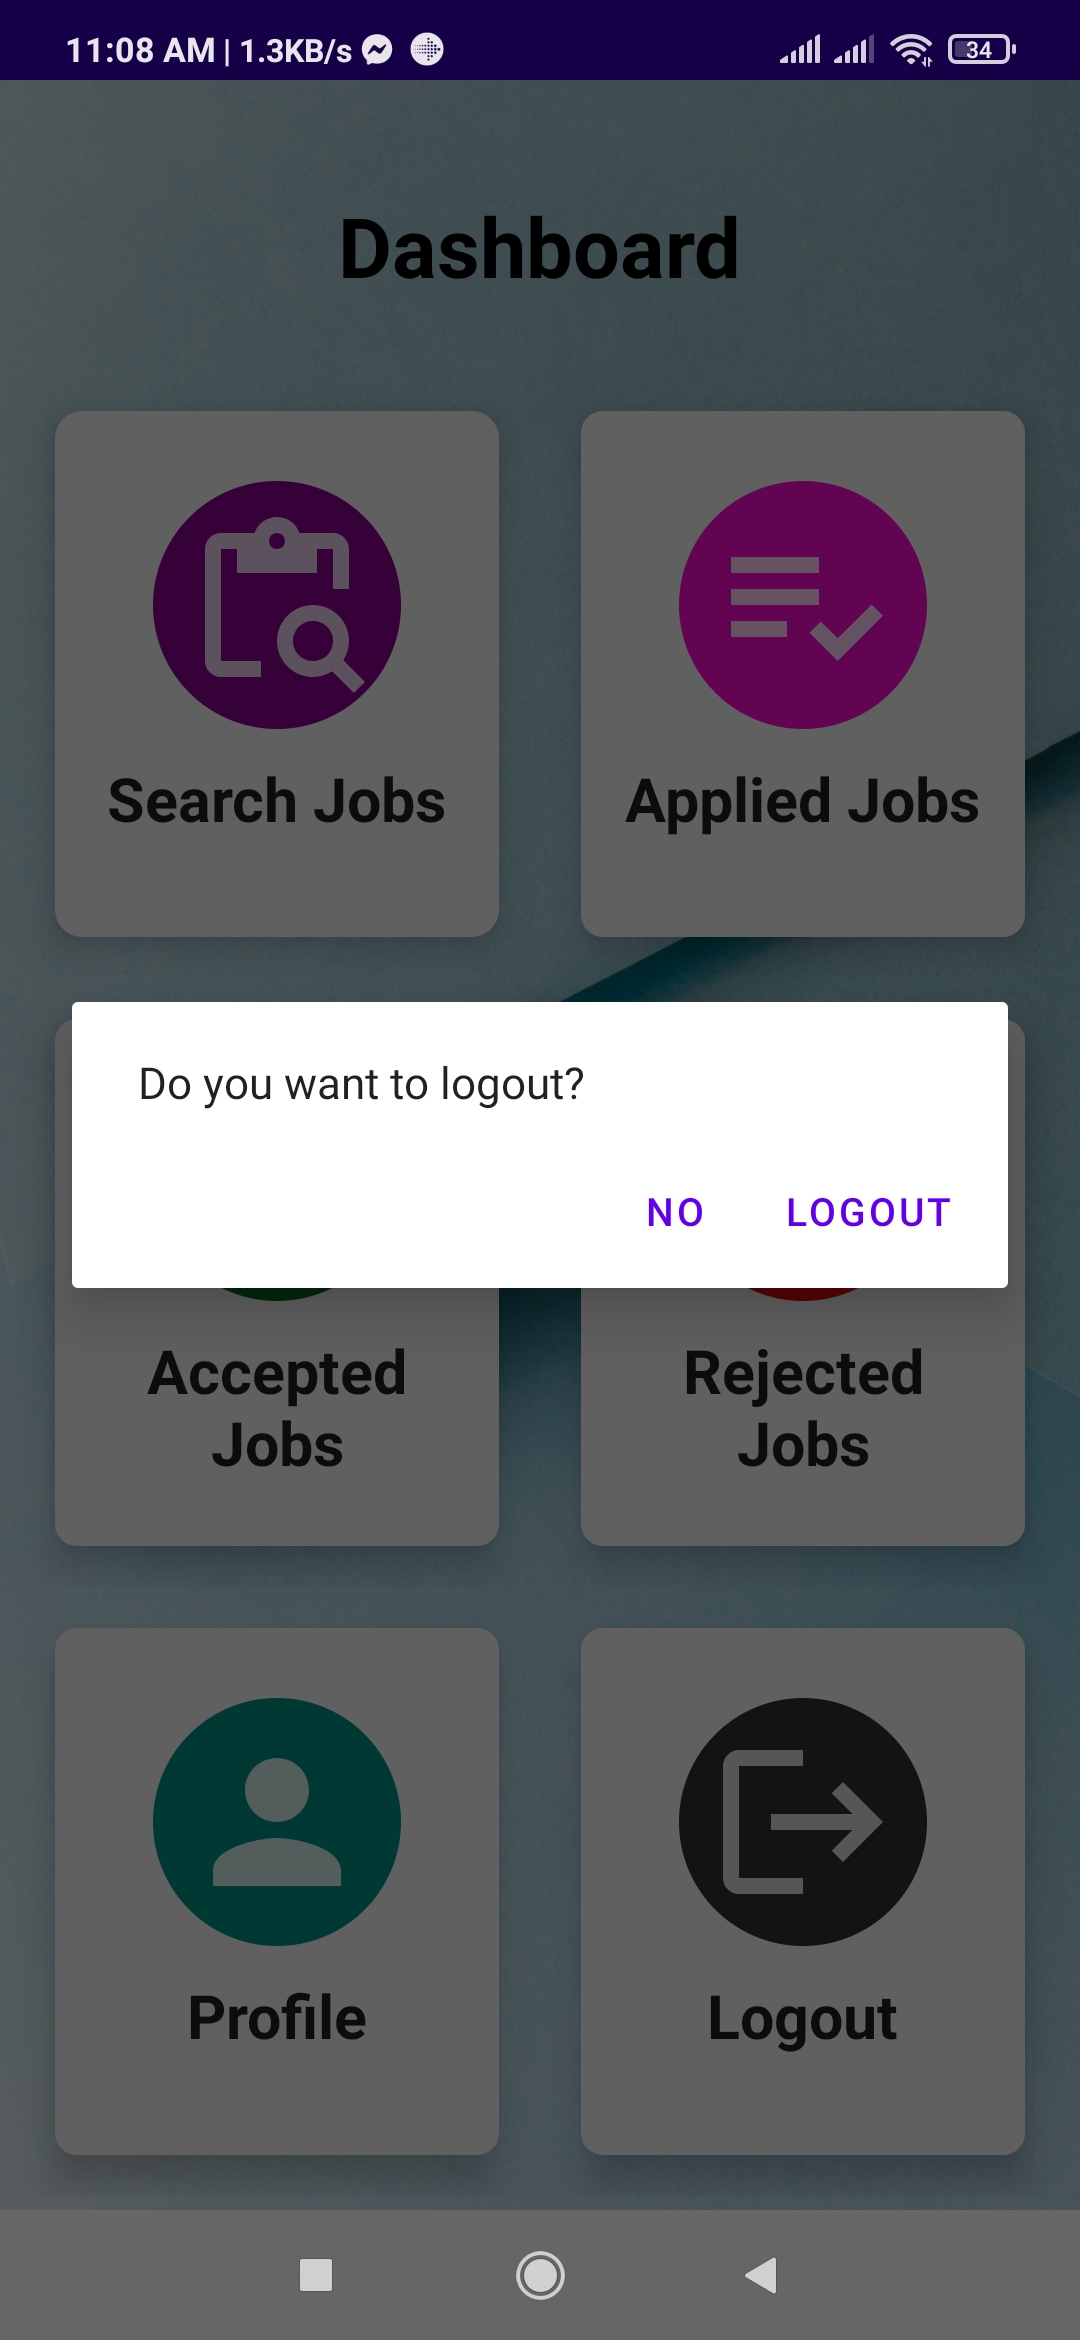 11:08 AM | 1.3KB/s
34
Dashboard
Search Jobs
Applied Jobs
Do you want to logout?
NO
LOGOUT
Accepted
Jobs
Rejected
Jobs
Profile
Logout